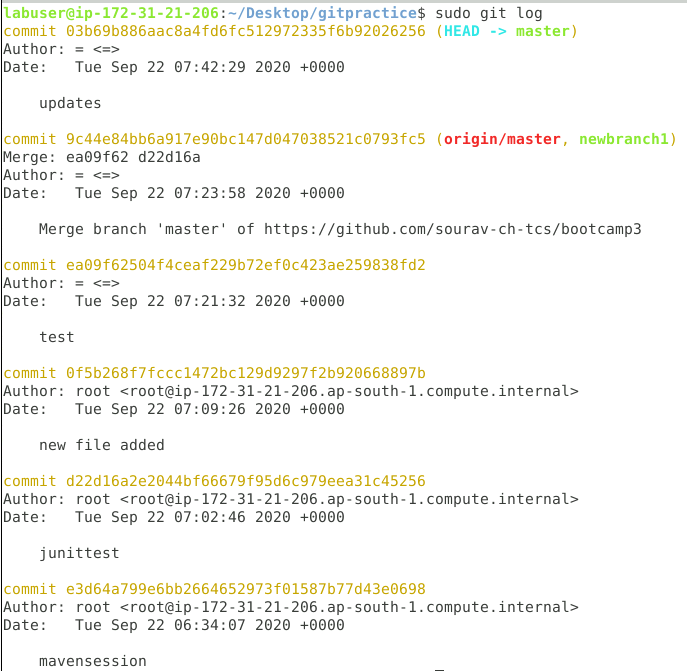 labuser@ip-172-31-21-206:~/Desktop/gitpractice$ sudo git log
commit 03b69b886aac8a4fd6fc512972335f6b92026256 (HEAD -> master)
Author: = <=>
Date:   Tue Sep 22 07:42:29 2020 +0000
updates
commit 9c44e84bb6a917e90bc147d047038521c0793fc5 (origin/master, newbranch1)
Merge: ea09f62 d22d16a
Author: = <=>
Date:   Tue Sep 22 07:23:58 2020 +0000
Merge branch 'master' of https://github.com/sourav-ch-tcs/bootcamp3
commit ea09f62504f4ceaf229b72ef0c423ae259838fd2
Author: = <=>
Date:   Tue Sep 22 07:21:32 2020 +0000
test
commit 0f5b268f7fccc1472bc129d9297f2b920668897b
Author: root <root@ip-172-31-21-206.ap-south-1.compute.internal>
Date:   Tue Sep 22 07:09:26 2020 +0000
new file added
commit d22d16a2e2044bf66679f95d6c979eea31c45256
Author: root <root@ip-172-31-21-206.ap-south-1.compute.internal>
Date:   Tue Sep 22 07:02:46 2020 +0000
junittest
commit e3d64a799e6bb2664652973f01587b77d43e0698
Author: root <root@ip-172-31-21-206.ap-south-1.compute.internal>
Date:   Tue Sep 22 06:34:07 2020 +0000
mavensession